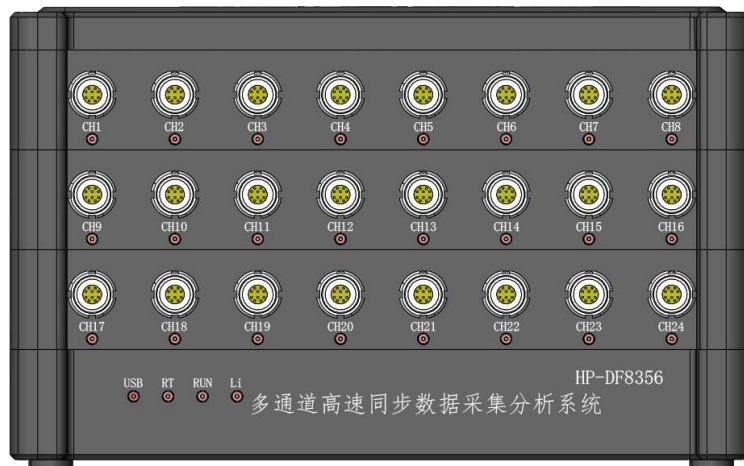 CH1 CH2 CH3 CH4 CH5 CH6 CH7 CH8
CH9 CH10 CH11 CH12 CH13 CH14 CH15 CH16
CH17 CH18 CH19 CH20 CH21 CH22 CH23 CH24
USB RT RUN Li
HP-DF8356
多通道高速同步数据采集分析系统